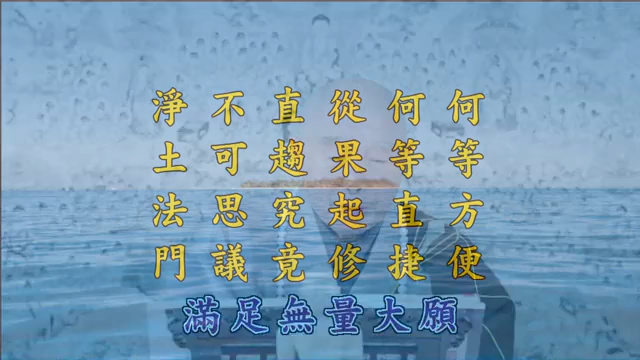 何等方便
何等直捷
從果起修
直趨究竟
不可思議
淨土法門
滿足無量大願